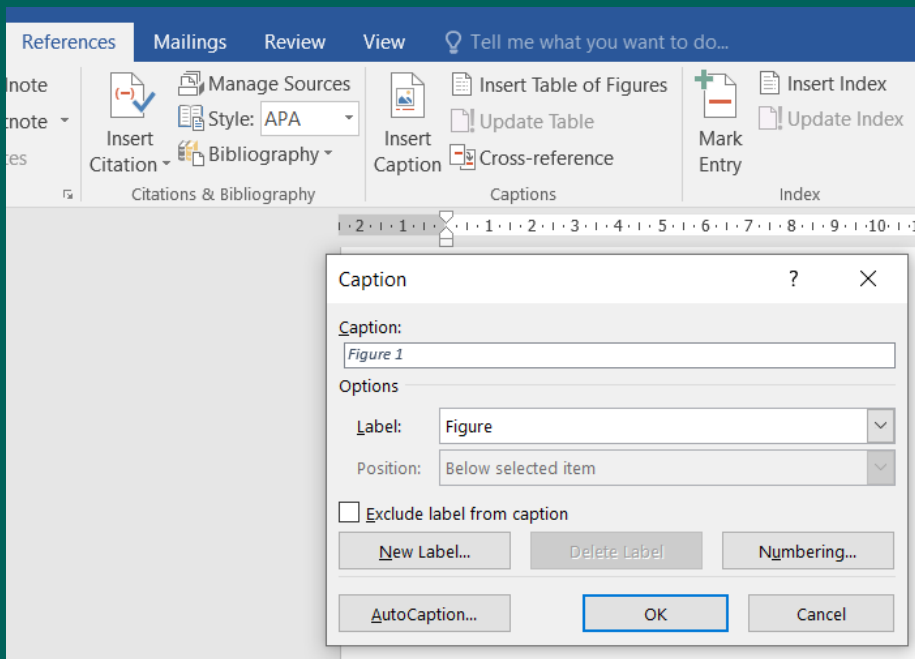 References Mailings Review View Tell me what you want to do...
Manage Sources
Style: APA
Bibliography
Insert
Citation
Citations & Bibliography
Insert
Caption
Insert Table of Figures
Update Table
Cross-reference
Captions
Mark
Entry
Insert Index
Update Index
Index
2 1 1 2 3 4 5 6 7 8 9 10
Caption ?
Caption:
Figure 1
Options
Label: Figure
Position: Below selected item
Exclude label from caption
New Label... Delete Label Numbering...
AutoCaption... OK Cancel